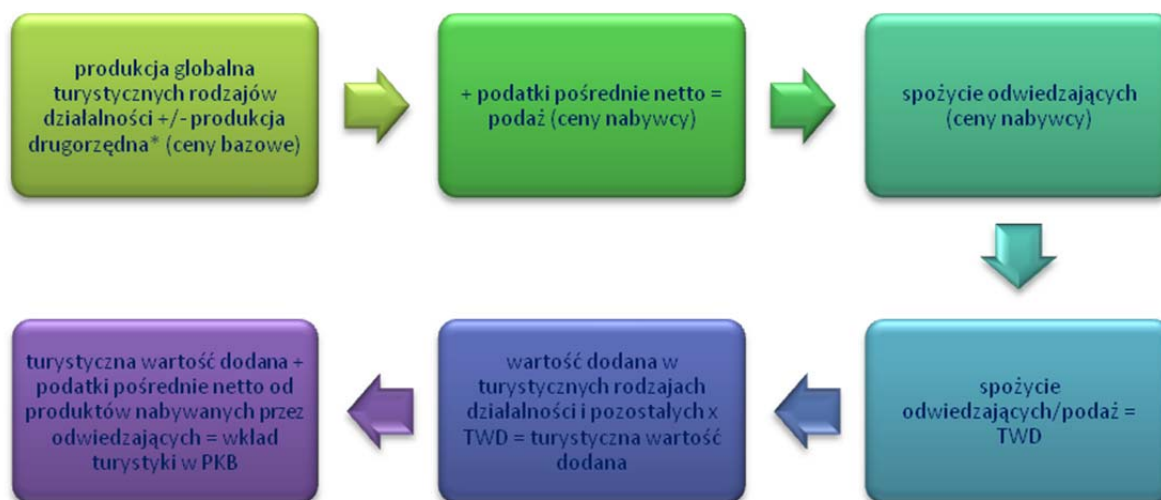 produkcja globalna
turystycznych rodzajów
działalności +/- produkcja
drugorzędna* (ceny bazowe)
+ podatki pośrednie netto =
podaż (ceny nabywcy)
spożycie odwiedzających
(ceny nabywcy)
spożycie
odwiedzających/podaż =
TWD
wartość dodana w
turystycznych rodzajach
działalności i pozostałych x
TWD = turystyczna wartość
dodana
turystyczna wartość dodana +
podatki pośrednie netto od
produktów nabywanych przez
odwiedzających = wkład
turystyki w PKB